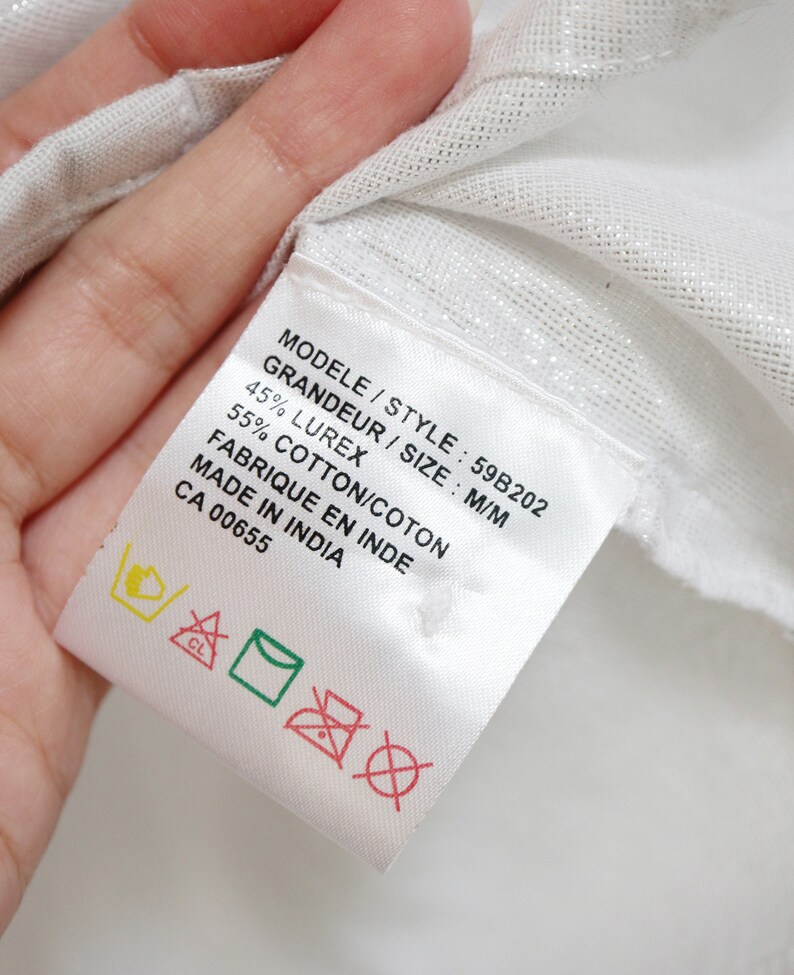 MODELE / STYLE : 59B202
GRANDEUR / SIZE : M/M
45% LUREX
55% COTTON/COTON
FABRIQUE EN INDE
MADE IN INDIA
CA 00655
CL